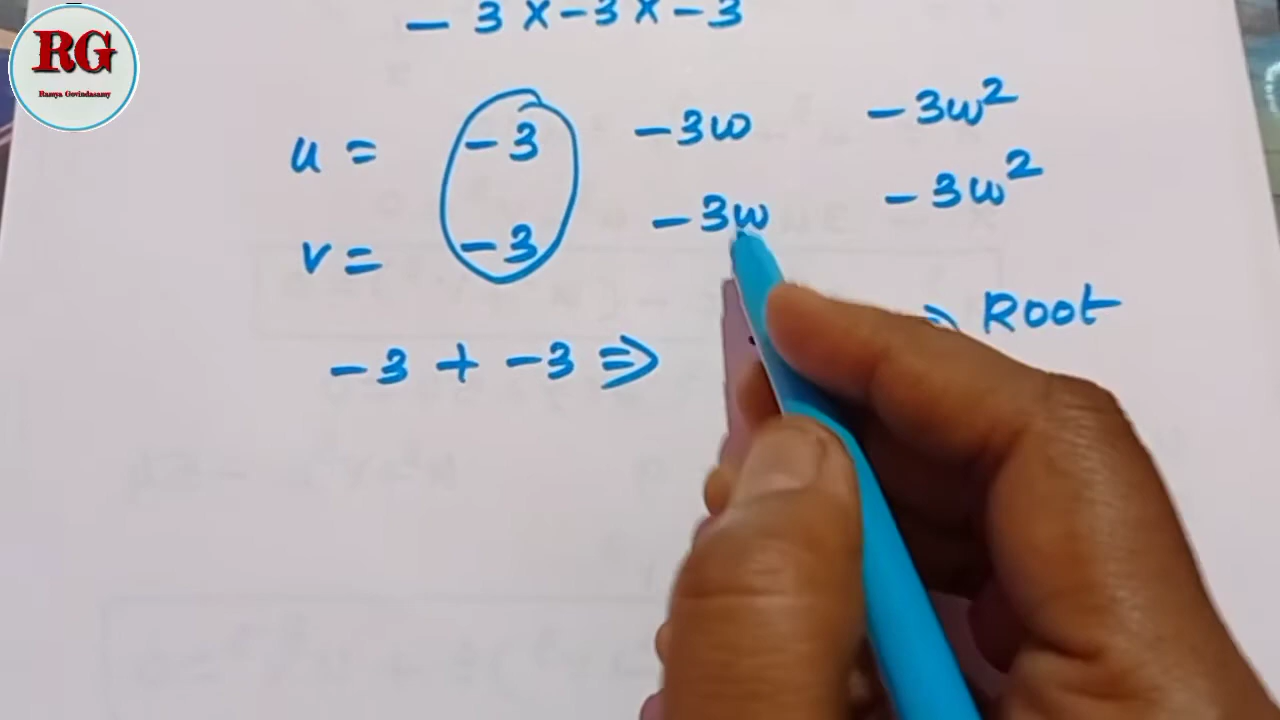 RG
Ramya Govindasamy
- 3 x -3 x -3
u = -3 -3w -3w²
v = -3 -3w -3w²
⇒ Root
-3 + -3 ⇒